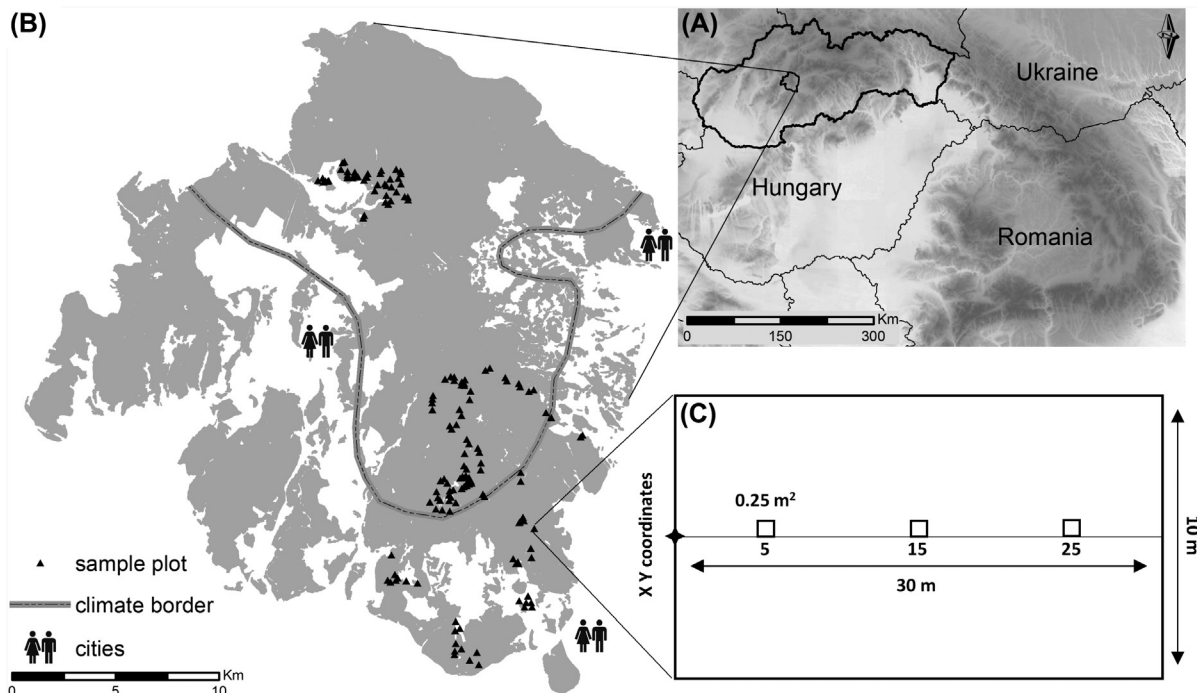 (B)
sample plot
climate border
cities
Km
0 5 10
(A)
Ukraine
Hungary
Romania
Km
0 150 300
(C)
X Y coordinates
0.25 m²
5 15 25
30 m
10 m